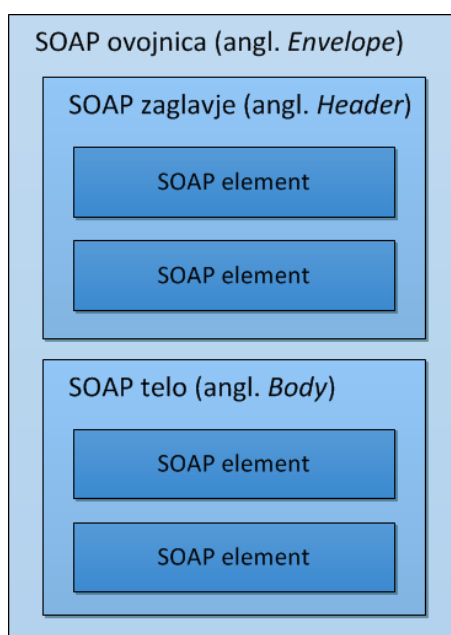 SOAP ovojnica (angl. Envelope)
SOAP zaglavje (angl. Header)
SOAP element
SOAP element
SOAP telo (angl. Body)
SOAP element
SOAP element